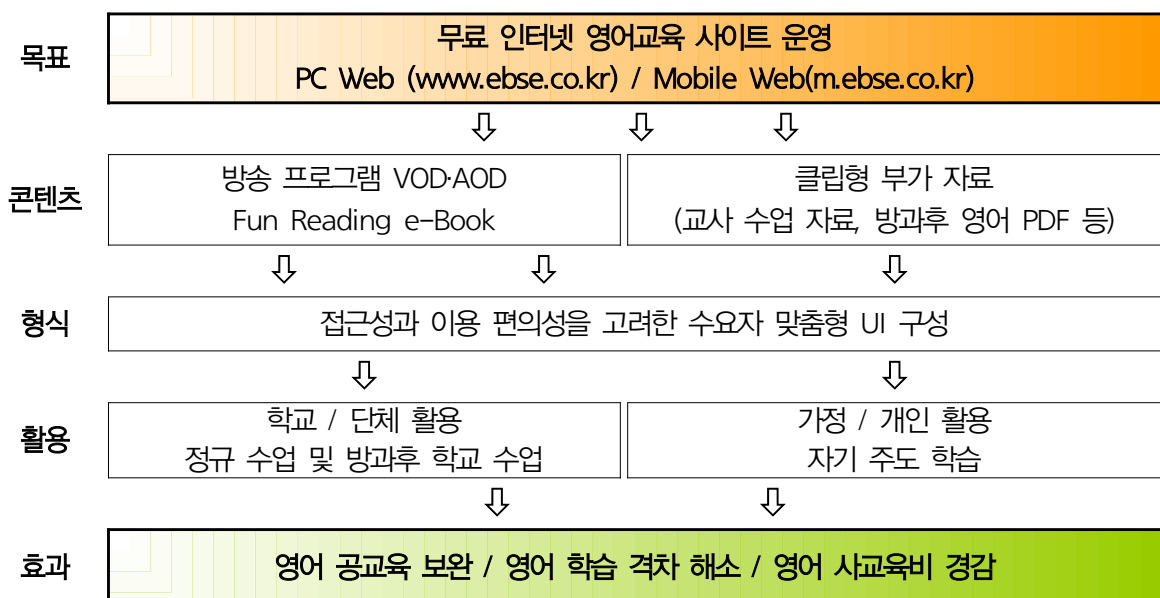 목표
무료 인터넷 영어교육 사이트 운영
PC Web (www.ebse.co.kr) / Mobile Web(m.ebse.co.kr)
콘텐츠
방송 프로그램 VOD·AOD
Fun Reading e-Book
클립형 부가 자료
(교사 수업 자료, 방과후 영어 PDF 등)
형식
접근성과 이용 편의성을 고려한 수요자 맞춤형 UI 구성
활용
학교 / 단체 활용
정규 수업 및 방과후 학교 수업
가정 / 개인 활용
자기 주도 학습
효과
영어 공교육 보완 / 영어 학습 격차 해소 / 영어 사교육비 경감